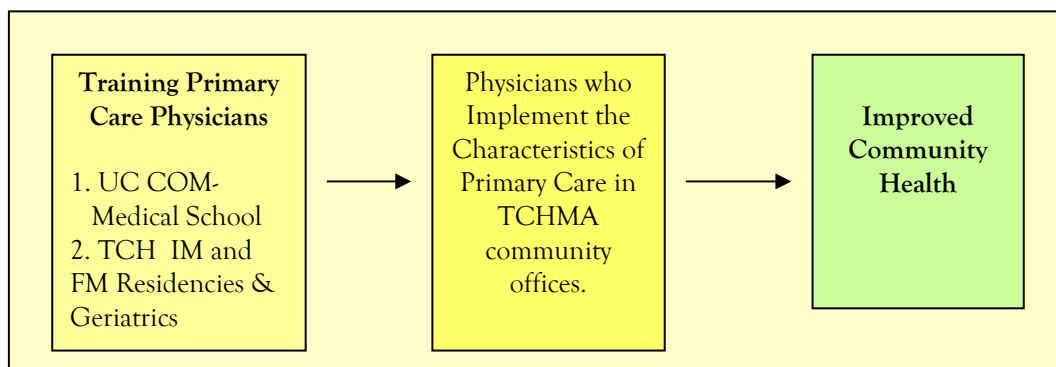 Training Primary
Care Physicians
1. UC COM-
Medical School
2. TCH IM and
FM Residencies &
Geriatrics
Physicians who
Implement the
Characteristics of
Primary Care in
TCHMA
community
offices.
Improved
Community
Health